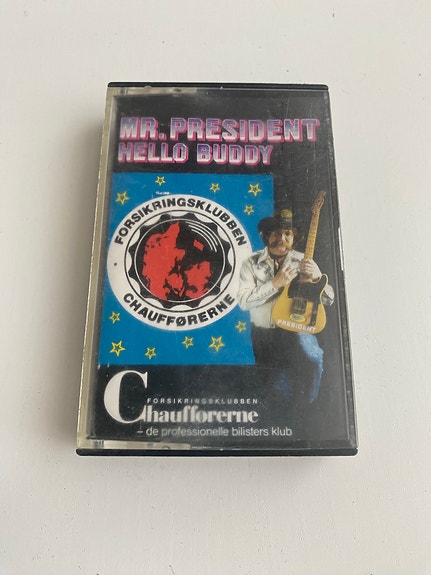 MR. PRESIDENT
HELLO BUDDY
FORSIKRINGSKLUBBEN
CHAUFFØRERNE
PRESIDENT
FORSIKRINGSKLUBBEN
Chaufførerne
– de professionelle bilisters klub